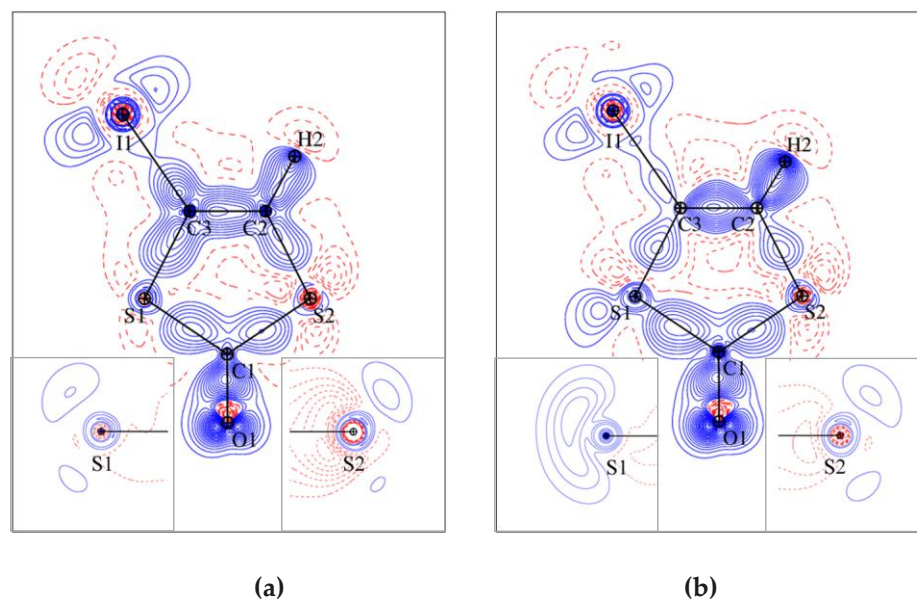 I1 H2
C3 C2
S1 S2
C1
O1
S1 S2
I1 H2
C3 C2
S1 S2
C1
O1
S1 S2
(a) (b)